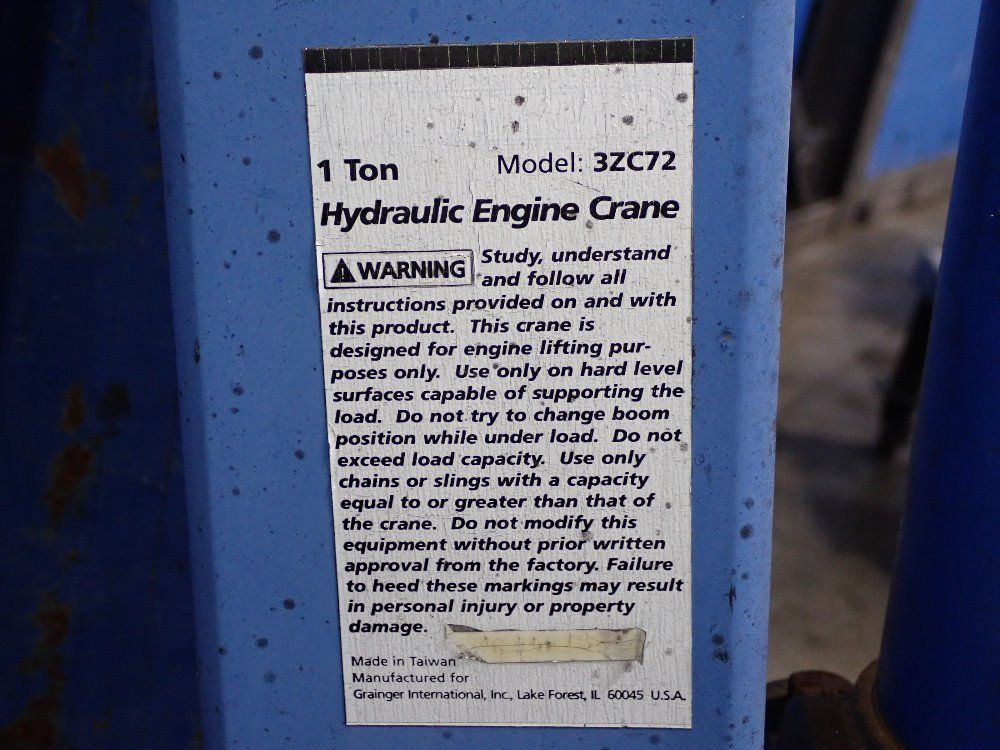 1 Ton Model: 3ZC72
Hydraulic Engine Crane
WARNING Study, understand
and follow all
instructions provided on and with
this product. This crane is
designed for engine lifting pur-
poses only. Use only on hard level
surfaces capable of supporting the
load. Do not try to change boom
position while under load. Do not
exceed load capacity. Use only
chains or slings with a capacity
equal to or greater than that of
the crane. Do not modify this
equipment without prior written
approval from the factory. Failure
to heed these markings may result
in personal injury or property
damage.
Made in Taiwan
Manufactured for
Grainger International, Inc., Lake Forest, IL 60045 U.S.A.